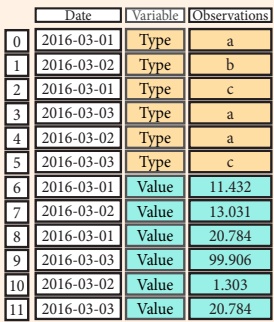 Date Variable Observations
0 2016-03-01 Type a
1 2016-03-02 Type b
2 2016-03-01 Type c
3 2016-03-03 Type a
4 2016-03-02 Type a
5 2016-03-03 Type c
6 2016-03-01 Value 11.432
7 2016-03-02 Value 13.031
8 2016-03-01 Value 20.784
9 2016-03-03 Value 99.906
10 2016-03-02 Value 1.303
11 2016-03-03 Value 20.784